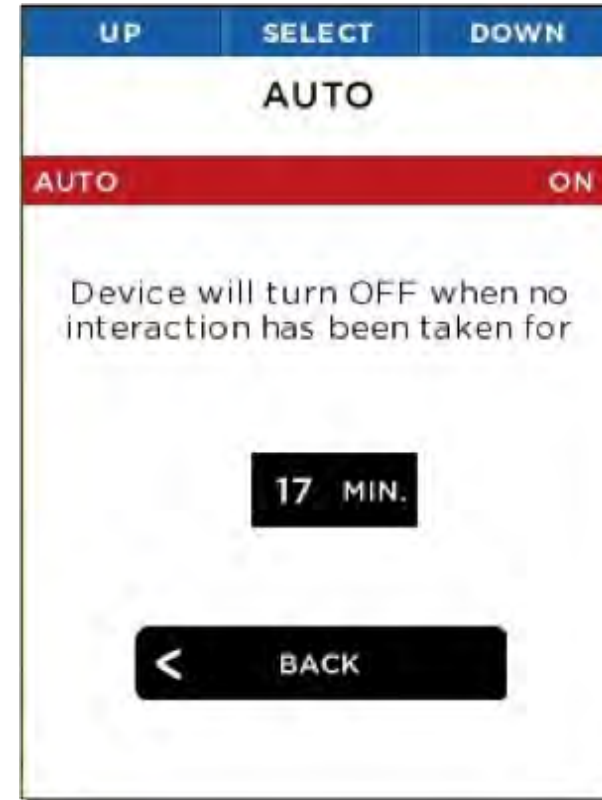 UP SELECT DOWN
AUTO
AUTO ON
Device will turn OFF when no
interaction has been taken for
17 MIN.
< BACK